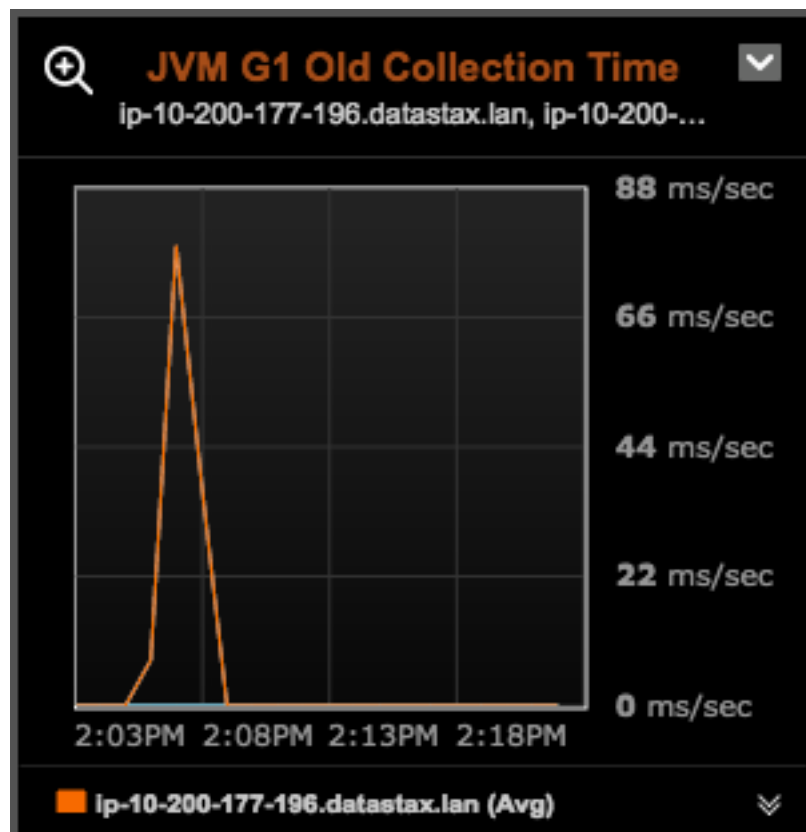 JVM G1 Old Collection Time
ip-10-200-177-196.datastax.lan, ip-10-200-...
88 ms/sec
66 ms/sec
44 ms/sec
22 ms/sec
0 ms/sec
2:03PM 2:08PM 2:13PM 2:18PM
ip-10-200-177-196.datastax.lan (Avg)